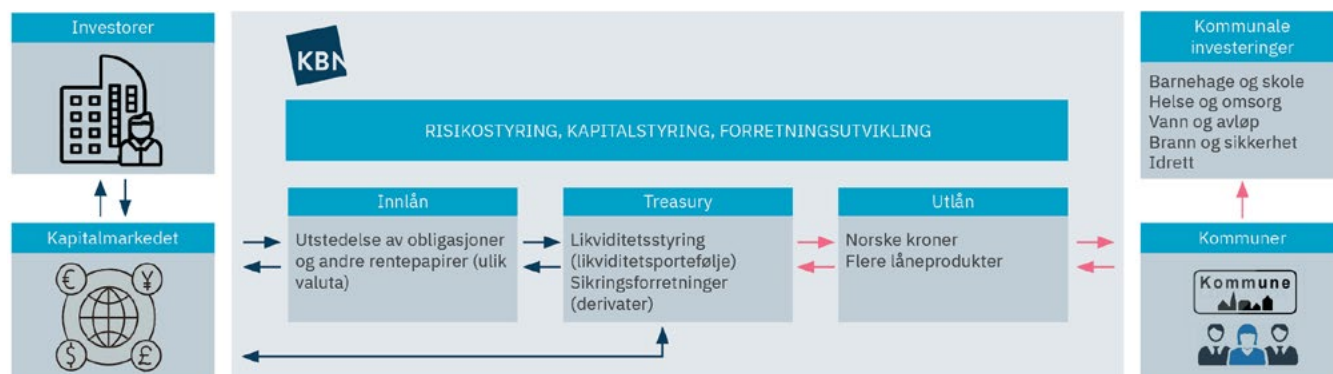 Investorer
Kapitalmarkedet
€
¥
$
£
KBN
RISIKOSTYRING, KAPITALSTYRING, FORRETNINGSUTVIKLING
Innlån
Utstedelse av obligasjoner
og andre rentepapirer (ulik
valuta)
Treasury
Likviditetsstyring
(likviditetsportefølje)
Sikringsforretninger
(derivater)
Utlån
Norske kroner
Flere låneprodukter
Kommunale
investeringer
Barnehage og skole
Helse og omsorg
Vann og avløp
Brann og sikkerhet
Idrett
Kommuner
Kommune